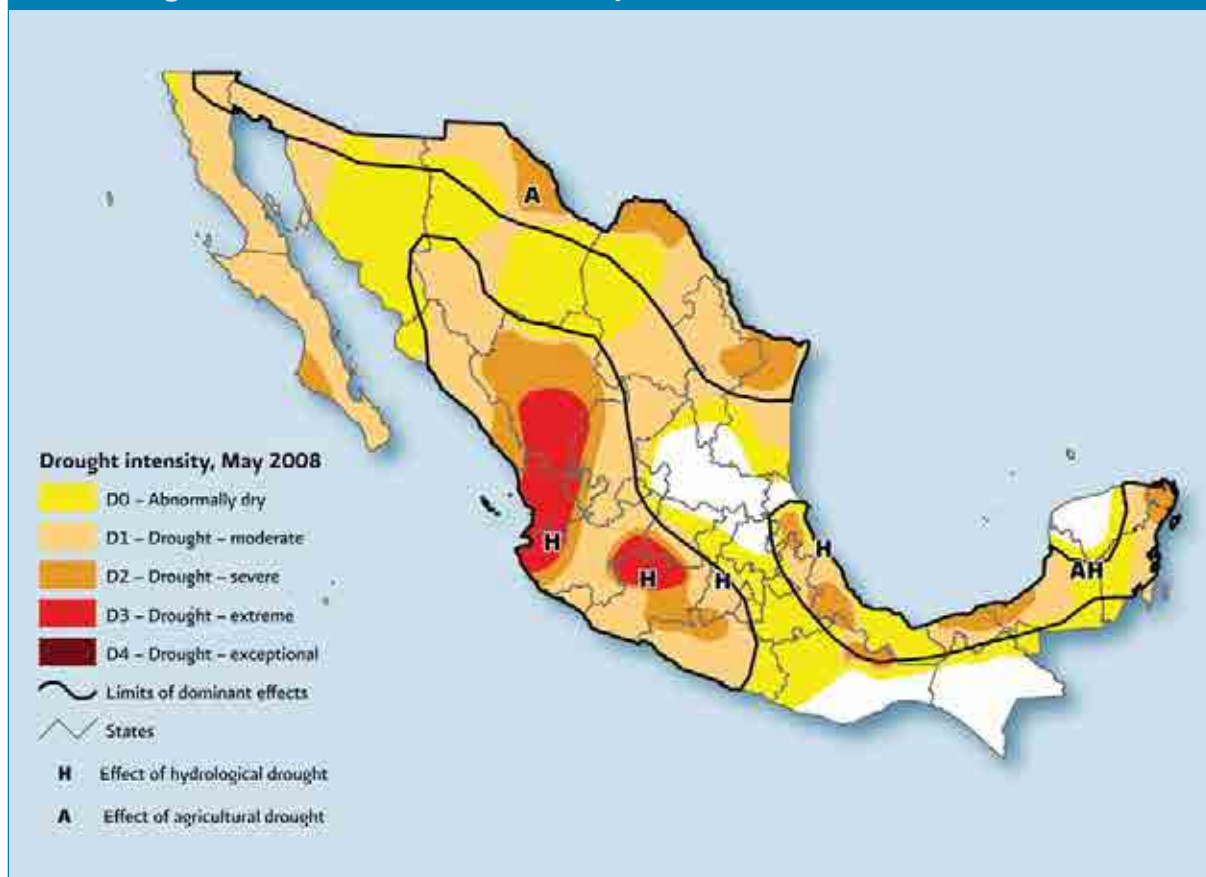 A
H
H
H
H
AH
Drought intensity, May 2008
D0 – Abnormally dry
D1 – Drought – moderate
D2 – Drought – severe
D3 – Drought – extreme
D4 – Drought – exceptional
Limits of dominant effects
States
H Effect of hydrological drought
A Effect of agricultural drought